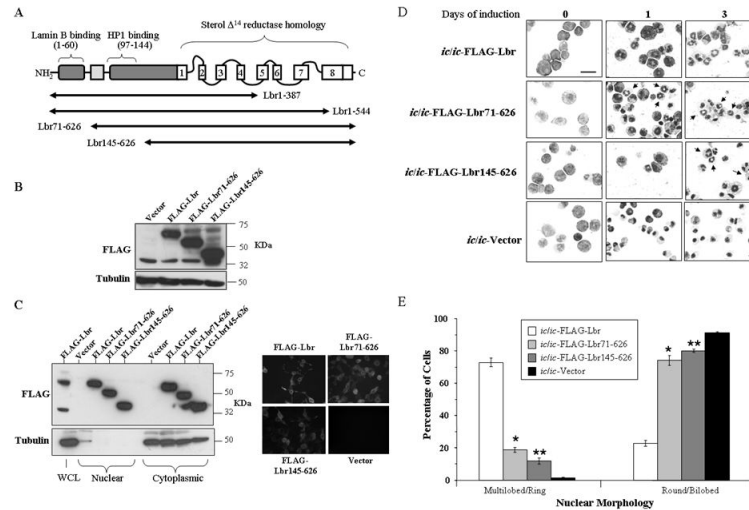 A
Lamin B binding
(1-60)
HP1 binding
(97-144)
Sterol Δ14 reductase homology
NH2
1
2
3
4
5
6
7
8
C
Lbr1-387
Lbr1-544
Lbr71-626
Lbr145-626
B
Vector
FLAG-Lbr
FLAG-Lbr71-626
FLAG-Lbr145-626
FLAG
Tubulin
75
50
32
50
KDa
C
FLAG-Lbr
Vector
FLAG-Lbr
FLAG-Lbr71-626
FLAG-Lbr145-626
Vector
FLAG-Lbr
FLAG-Lbr71-626
FLAG-Lbr145-626
FLAG
Tubulin
75
50
32
50
KDa
WCL
Nuclear
Cytoplasmic
FLAG-Lbr
FLAG-
Lbr71-626
FLAG-
Lbr145-626
Vector
D
Days of induction
0
1
3
ic/ic-FLAG-Lbr
ic/ic-FLAG-Lbr71-626
ic/ic-FLAG-Lbr145-626
ic/ic-Vector
E
ic/ic-FLAG-Lbr
ic/ic-FLAG-Lbr71-626
ic/ic-FLAG-Lbr145-626
ic/ic-Vector
Percentage of Cells
100
80
60
40
20
0
*
**
*
**
Multilobed/Ring
Round/Bilobed
Nuclear Morphology